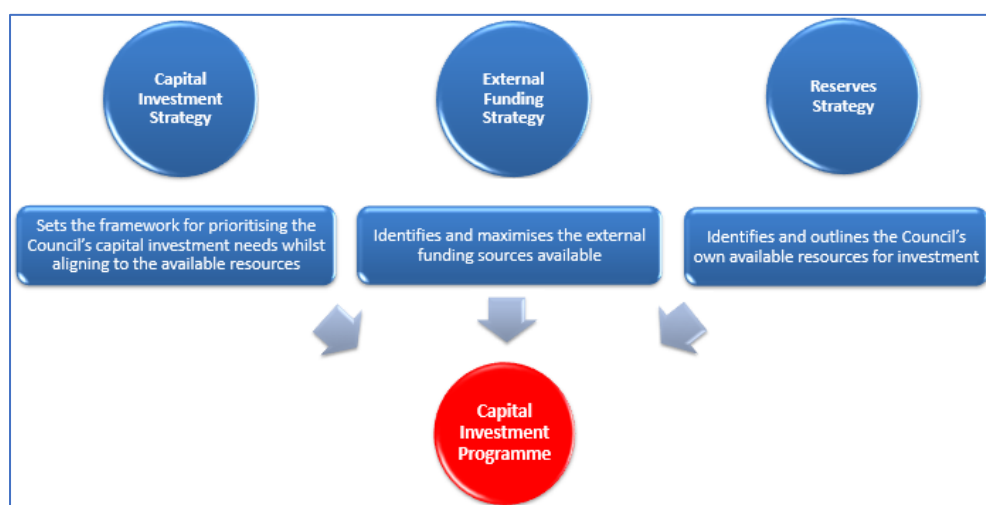 Capital
Investment
Strategy
External
Funding
Strategy
Reserves
Strategy
Sets the framework for prioritising the
Council's capital investment needs whilst
aligning to the available resources
Identifies and maximises the external
funding sources available
Identifies and outlines the Council's
own available resources for investment
Capital
Investment
Programme